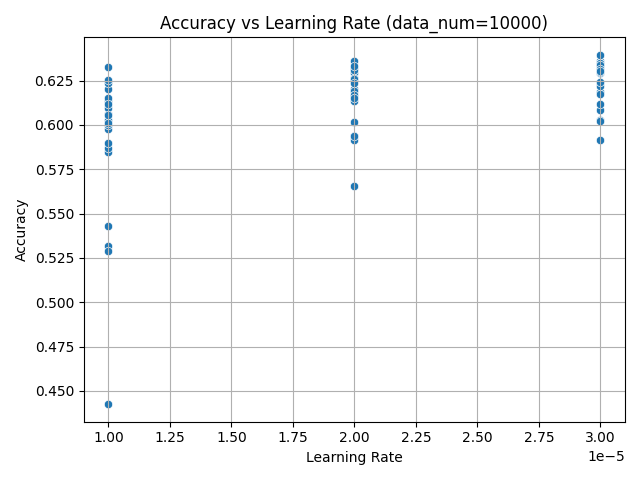 Accuracy vs Learning Rate (data_num=10000)
0.625
0.600
0.575
0.550
0.525
0.500
0.475
0.450
Accuracy
1.00 1.25 1.50 1.75 2.00 2.25 2.50 2.75 3.00
1e−5
Learning Rate